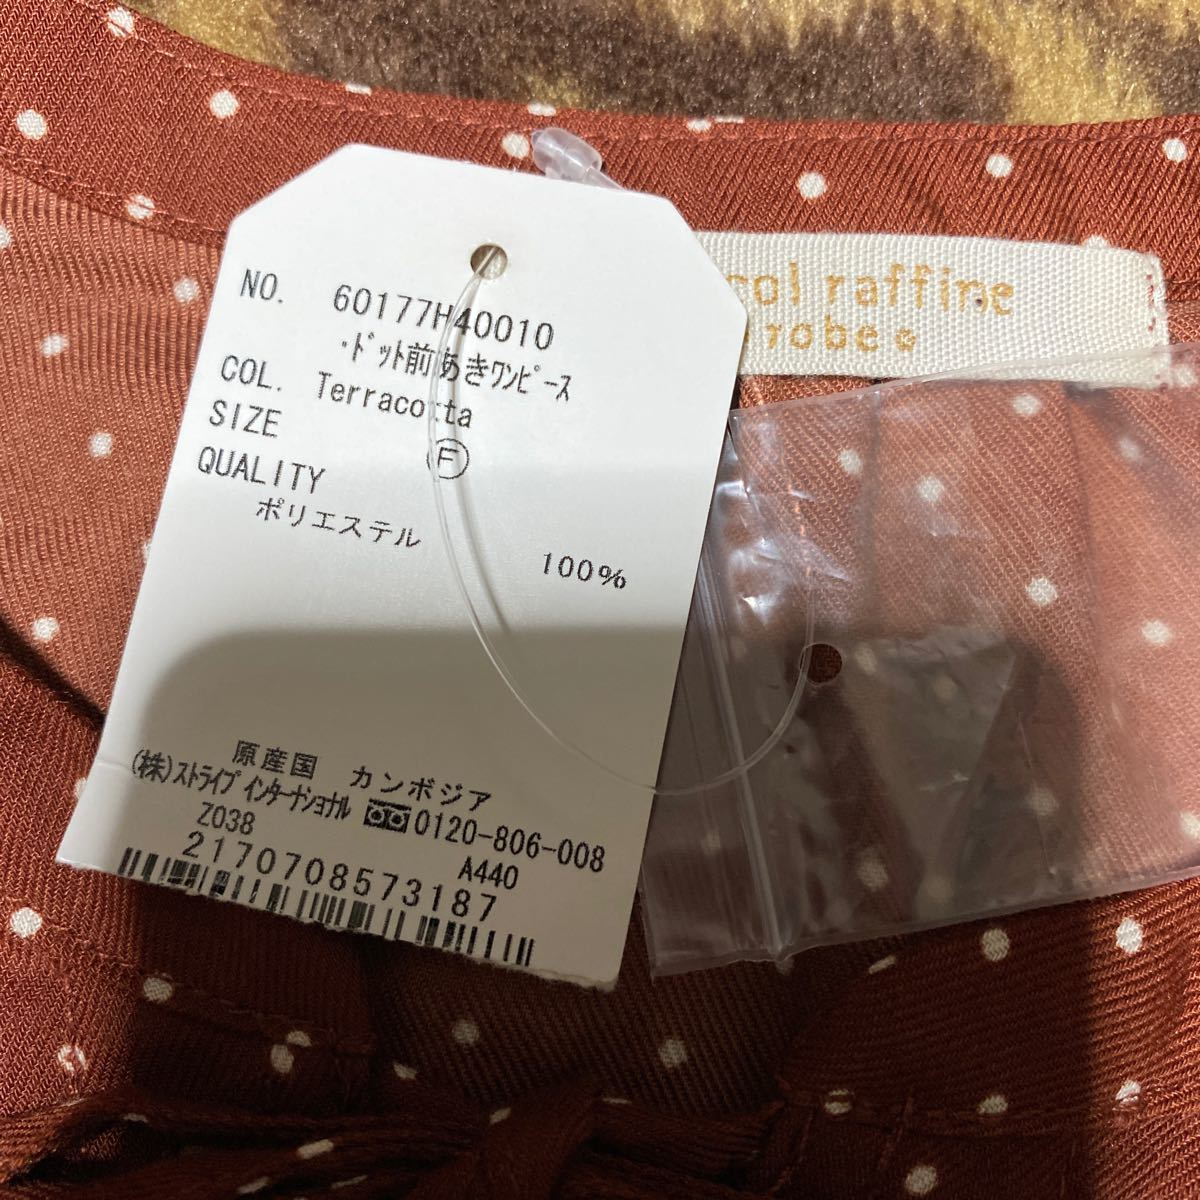 NO. 60177H40010
・ドット前あきワンピース
COL. Terracotta
SIZE Ⓕ
QUALITY
ポリエステル 100%
原産国 カンボジア
(株)ストライプ インターナショナル 0120-806-008
Z038 A440
2170708573187
col raffine
robe